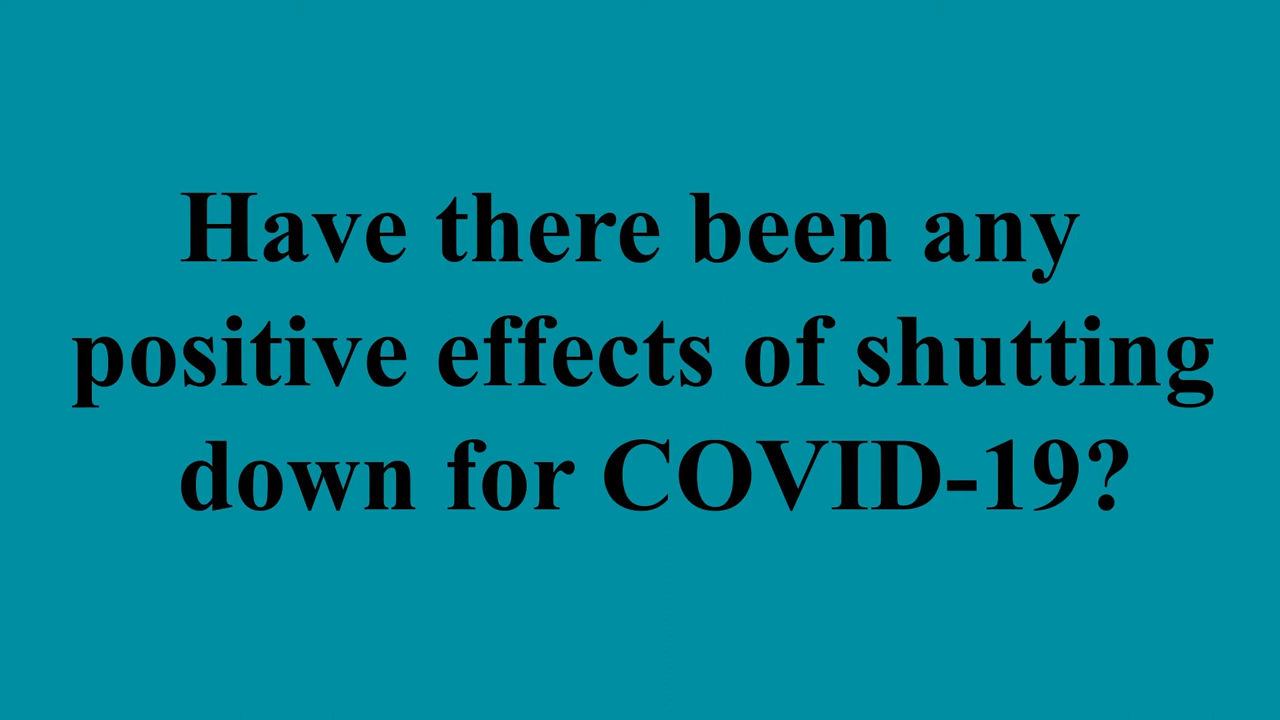 Have there been any
positive effects of shutting
down for COVID-19?